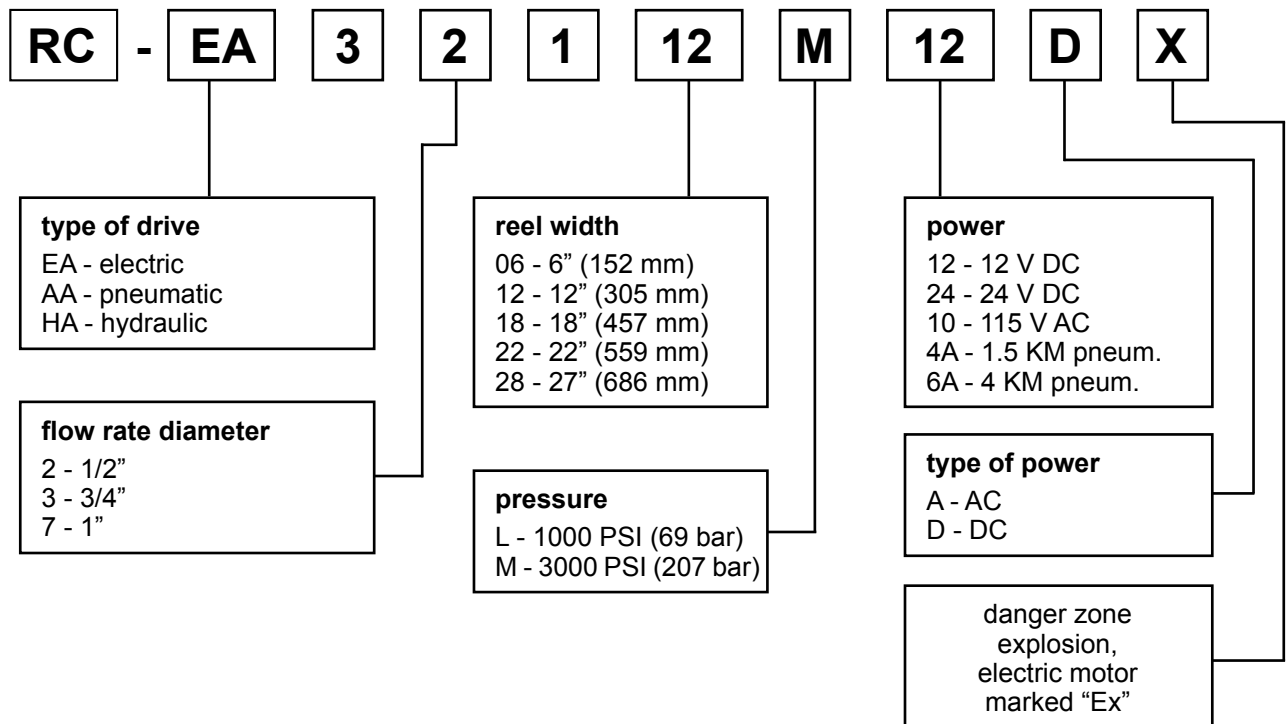 RC - EA 3 2 1 12 M 12 D X
type of drive
EA - electric
AA - pneumatic
HA - hydraulic
flow rate diameter
2 - 1/2”
3 - 3/4”
7 - 1”
reel width
06 - 6” (152 mm)
12 - 12” (305 mm)
18 - 18” (457 mm)
22 - 22” (559 mm)
28 - 27” (686 mm)
pressure
L - 1000 PSI (69 bar)
M - 3000 PSI (207 bar)
power
12 - 12 V DC
24 - 24 V DC
10 - 115 V AC
4A - 1.5 KM pneum.
6A - 4 KM pneum.
type of power
A - AC
D - DC
danger zone
explosion,
electric motor
marked “Ex”